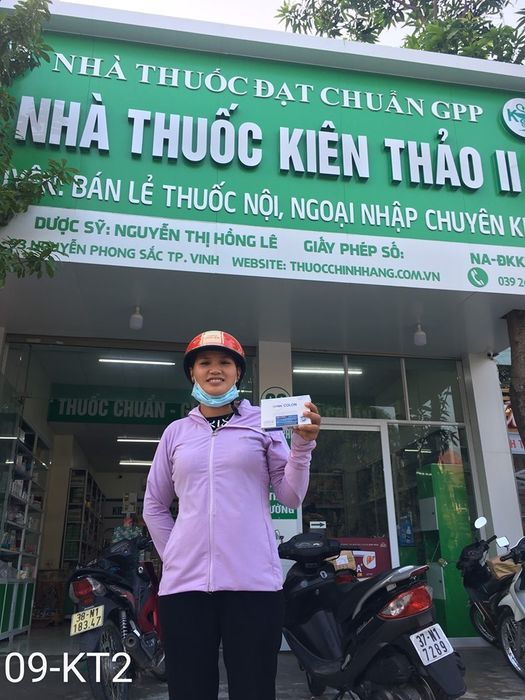 NHÀ THUỐC ĐẠT CHUẨN GPP
NHÀ THUỐC KIÊN THẢO II
BÁN LẺ THUỐC NỘI, NGOẠI NHẬP CHUYÊN K
DƯỢC SỸ: NGUYỄN THỊ HỒNG LÊ GIẤY PHÉP SỐ: NA-ĐKK
NGUYỄN PHONG SẮC TP. VINH WEBSITE: THUOCCHINHHANG.COM.VN
THUỐC CHUẨN
COLON
38-N1
183.47
37-N1
7289
09-KT2